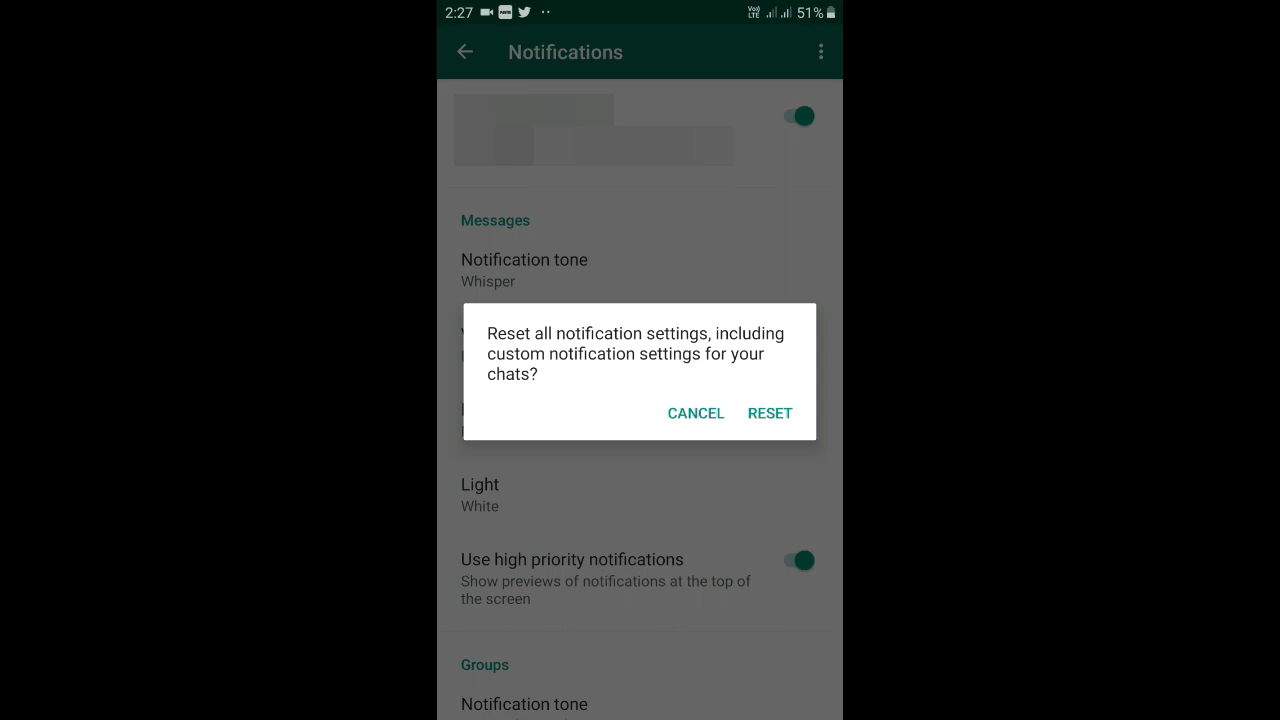 2:27
Vo)) LTE 51%
Notifications
Messages
Notification tone
Whisper
Reset all notification settings, including
custom notification settings for your
chats?
CANCEL RESET
Light
White
Use high priority notifications
Show previews of notifications at the top of
the screen
Groups
Notification tone